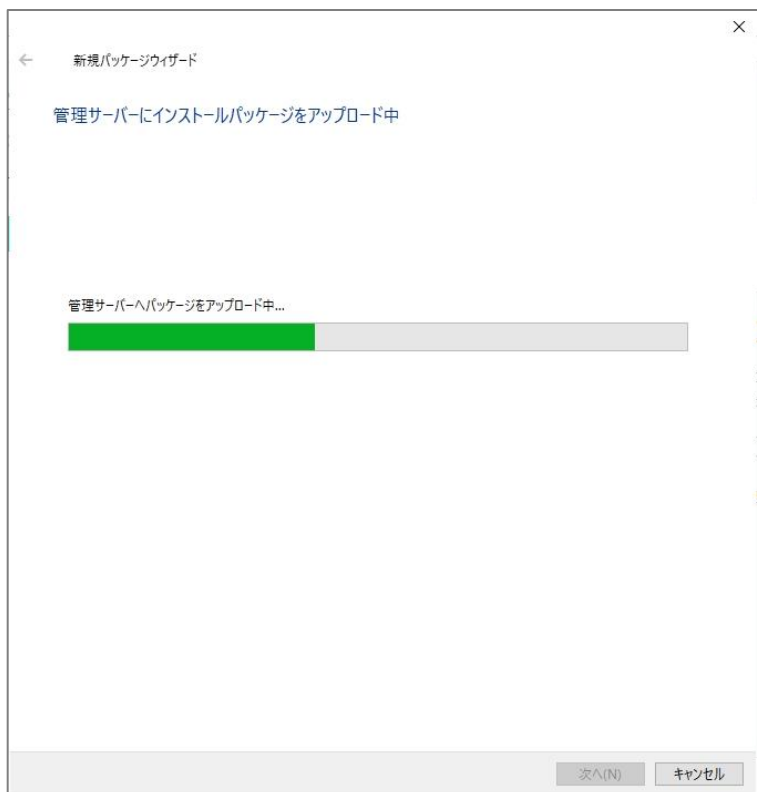 新規パッケージウィザード
管理サーバーにインストールパッケージをアップロード中
管理サーバーへパッケージをアップロード中...
次へ(N)
キャンセル